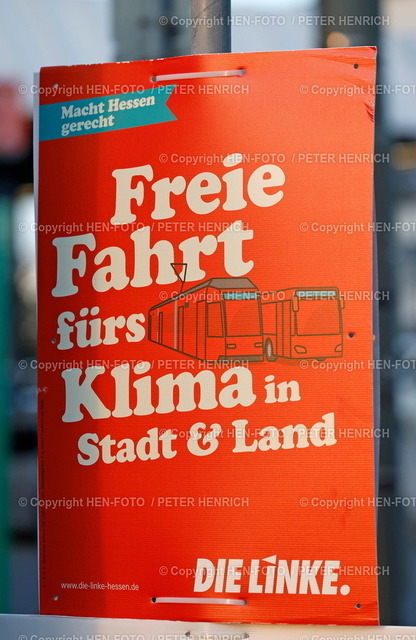 © Copyright HEN-FOTO / PETER HENRICH
Macht Hessen
gerecht
Freie
Fahrt
fürs
Klima in
Stadt & Land
www.die-linke-hessen.de
DIE LINKE.